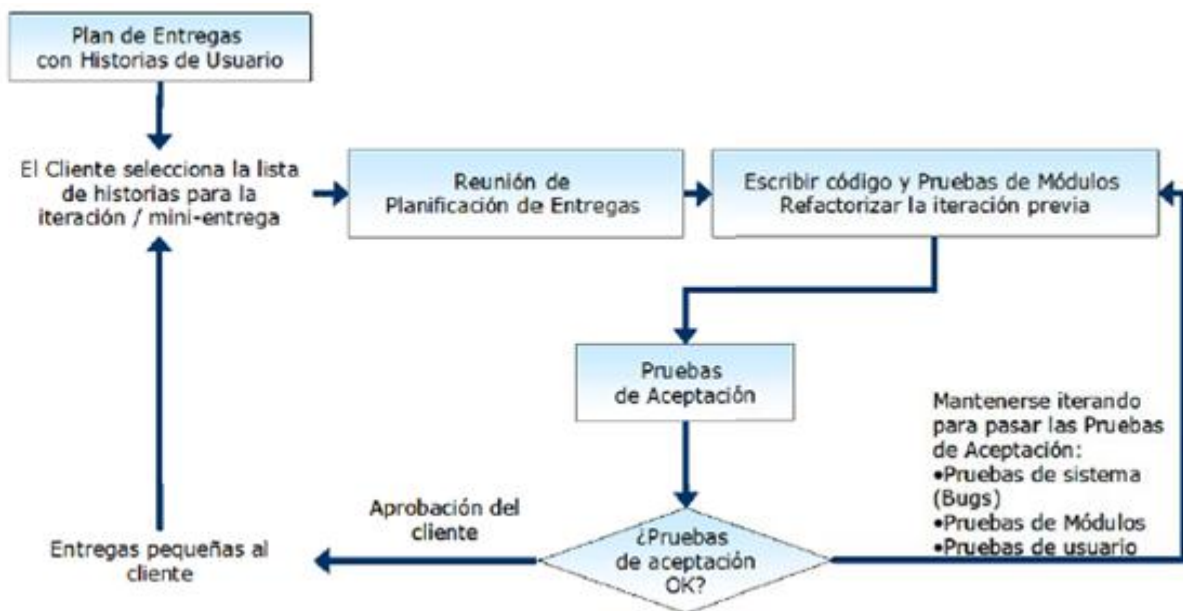 Plan de Entregas
con Historias de Usuario
El Cliente selecciona la lista
de historias para la
iteración / mini-entrega
Reunión de
Planificación de Entregas
Escribir código y Pruebas de Módulos
Refactorizar la iteración previa
Pruebas
de Aceptación
Mantenerse iterando
para pasar las Pruebas
de Aceptación:
•Pruebas de sistema
(Bugs)
•Pruebas de Módulos
•Pruebas de usuario
Aprobación del
cliente
¿Pruebas
de aceptación
OK?
Entregas pequeñas al
cliente